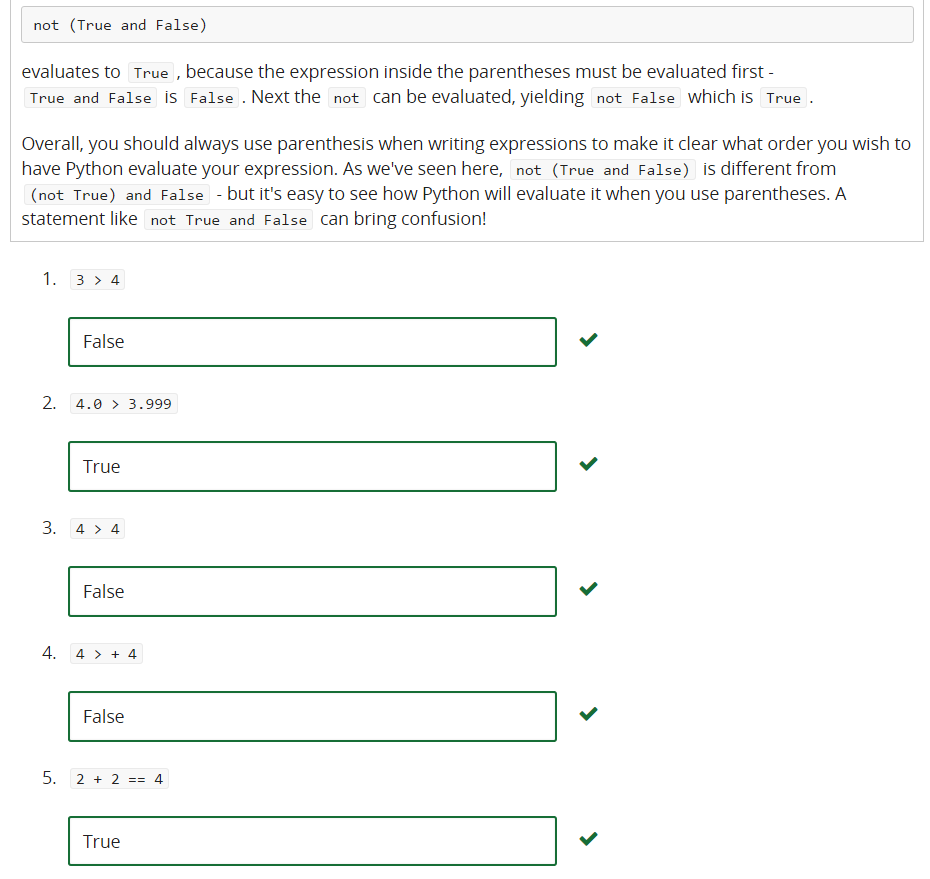 not (True and False)
evaluates to True , because the expression inside the parentheses must be evaluated first -
True and False is False . Next the not can be evaluated, yielding not False which is True .
Overall, you should always use parenthesis when writing expressions to make it clear what order you wish to
have Python evaluate your expression. As we've seen here, not (True and False) is different from
(not True) and False - but it's easy to see how Python will evaluate it when you use parentheses. A
statement like not True and False can bring confusion!
1. 3 > 4
False
2. 4.0 > 3.999
True
3. 4 > 4
False
4. 4 > + 4
False
5. 2 + 2 == 4
True